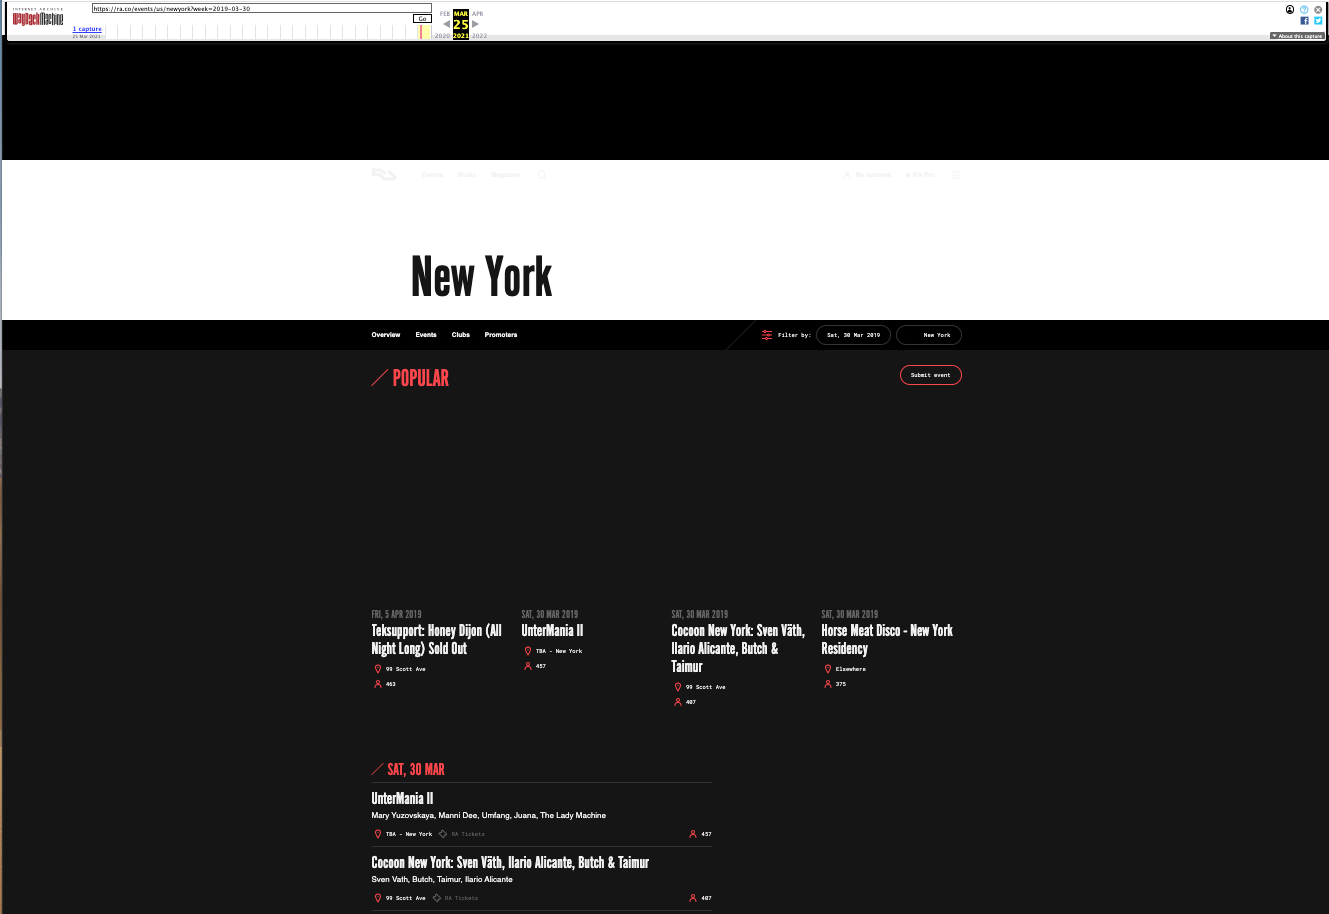 INTERNET ARCHIVE
WayBackMachine
https://ra.co/events/us/newyork?week=2019-03-30
Go
1 capture
25 Mar 2021
FEB MAR APR
25
2020 2021 2022
About this capture
Events Music Magazine
My account RA Pro
New York
Overview Events Clubs Promoters
Filter by: Sat, 30 Mar 2019 New York
POPULAR
Submit event
FRI, 5 APR 2019
Teksupport: Honey Dijon (All
Night Long) Sold Out
99 Scott Ave
463
SAT, 30 MAR 2019
UnterMania II
TBA - New York
457
SAT, 30 MAR 2019
Cocoon New York: Sven Väth,
Ilario Alicante, Butch &
Taimur
99 Scott Ave
407
SAT, 30 MAR 2019
Horse Meat Disco - New York
Residency
Elsewhere
375
SAT, 30 MAR
UnterMania II
Mary Yuzovskaya, Manni Dee, Umfang, Juana, The Lady Machine
TBA - New York RA Tickets 457
Cocoon New York: Sven Väth, Ilario Alicante, Butch & Taimur
Sven Vath, Butch, Taimur, Ilario Alicante
99 Scott Ave RA Tickets 407